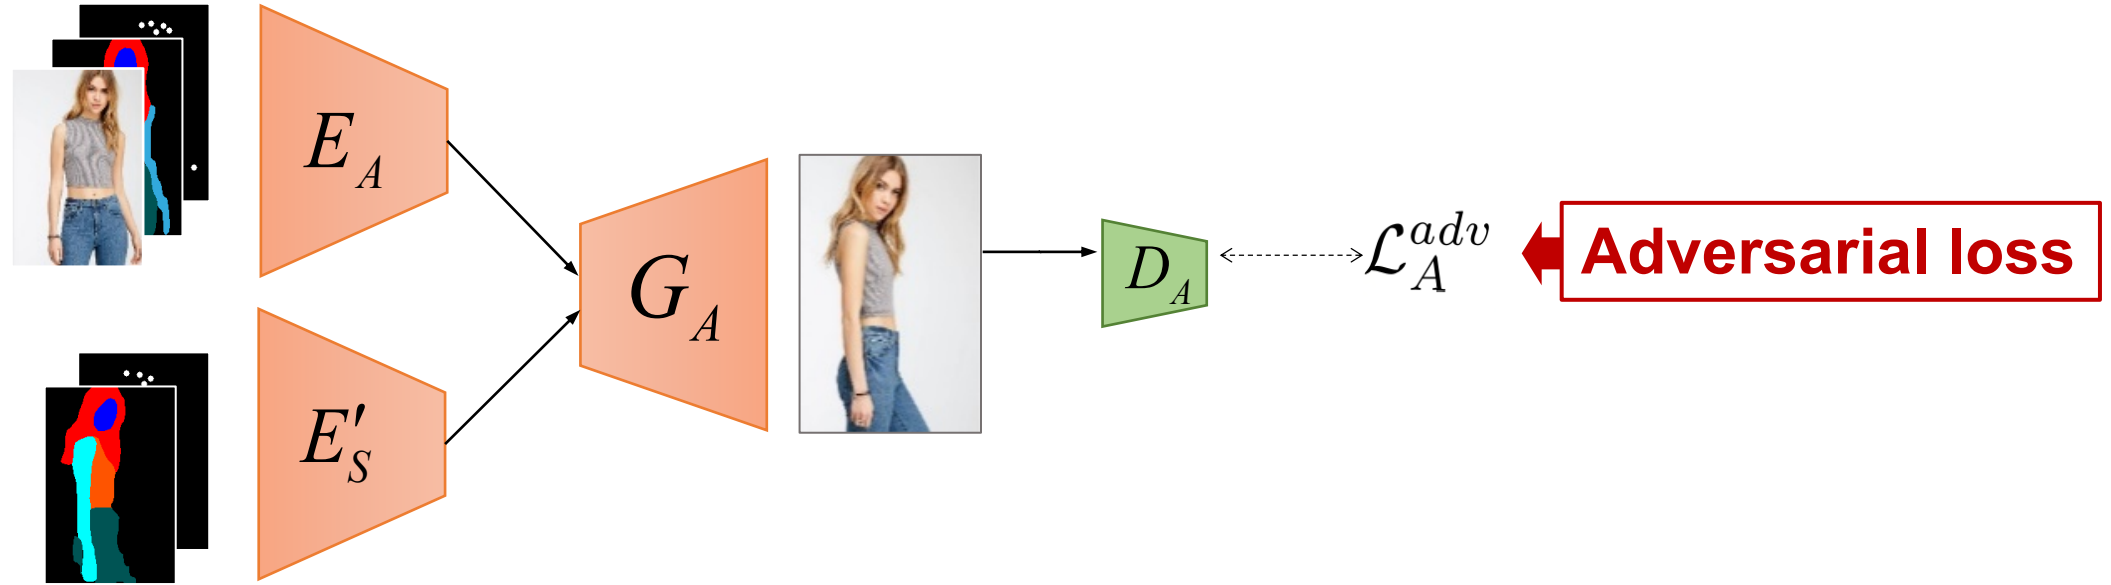 E_A
E'_S
G_A
D_A
\mathcal{L}_A^{adv}
Adversarial loss